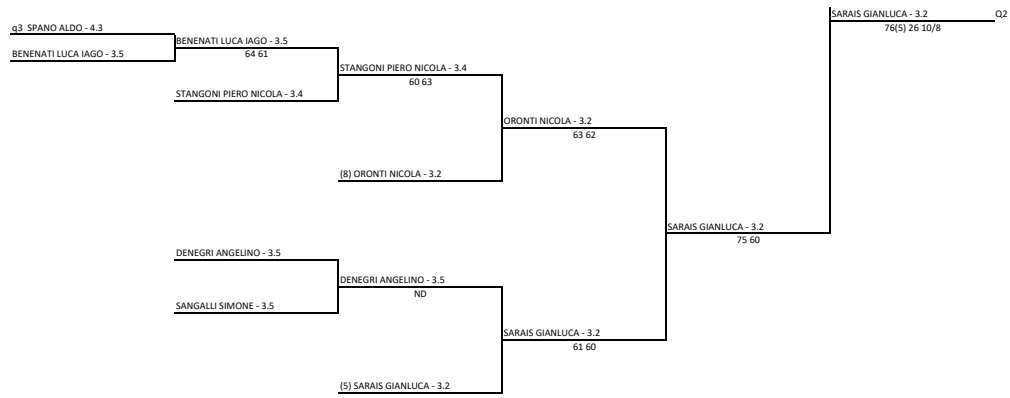 SARAIS GIANLUCA - 3.2 Q2
76(5) 26 10/8
q3 SPANO ALDO - 4.3
BENENATI LUCA IAGO - 3.5
64 61
BENENATI LUCA IAGO - 3.5
STANGONI PIERO NICOLA - 3.4
60 63
STANGONI PIERO NICOLA - 3.4
ORONTI NICOLA - 3.2
63 62
(8) ORONTI NICOLA - 3.2
SARAIS GIANLUCA - 3.2
75 60
DENEGRI ANGELINO - 3.5
DENEGRI ANGELINO - 3.5
ND
SANGALLI SIMONE - 3.5
SARAIS GIANLUCA - 3.2
61 60
(5) SARAIS GIANLUCA - 3.2